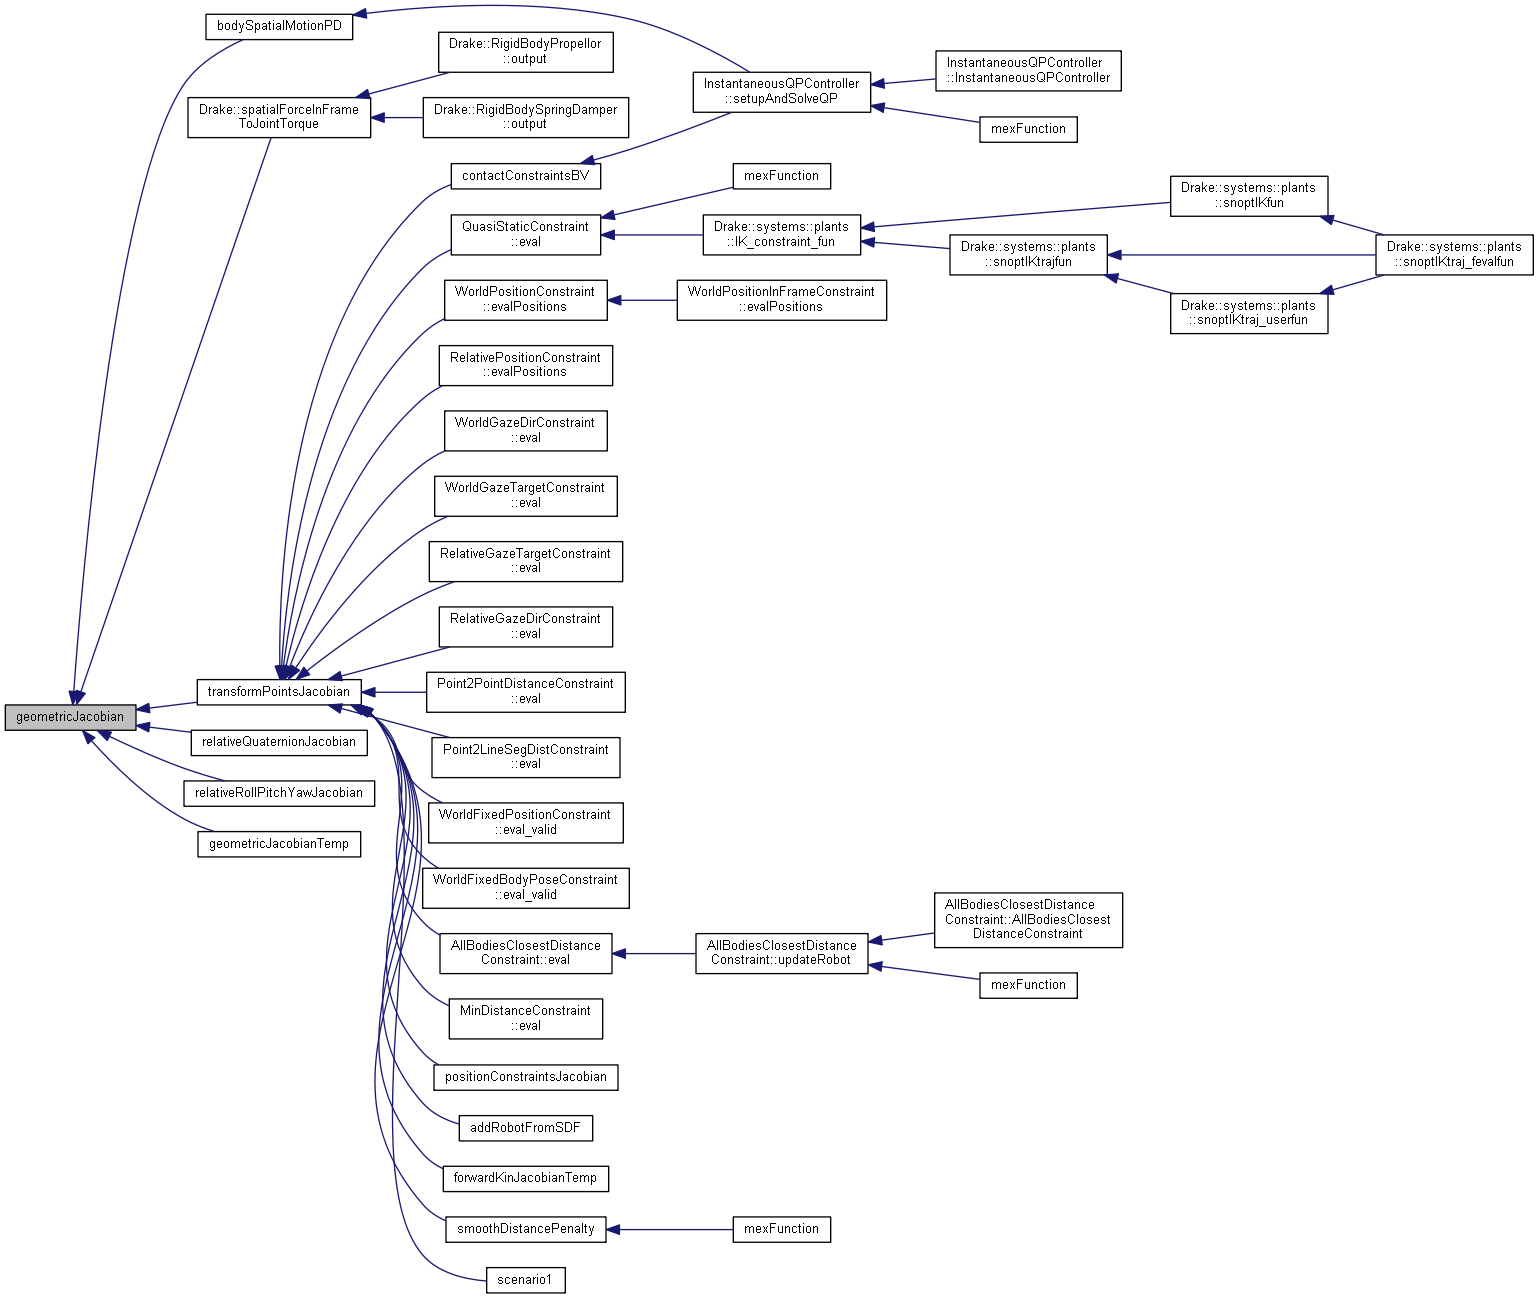 bodySpatialMotionPD
Drake::RigidBodyPropellor
::output
InstantaneousQPController
::InstantaneousQPController
InstantaneousQPController
::setupAndSolveQP
Drake::spatialForceInFrame
ToJointTorque
Drake::RigidBodySpringDamper
::output
mexFunction
contactConstraintsBV
mexFunction
Drake::systems::plants
::snoptIKfun
QuasiStaticConstraint
::eval
Drake::systems::plants
::IK_constraint_fun
Drake::systems::plants
::snoptIKtrajfun
Drake::systems::plants
::snoptIKtraj_fevalfun
WorldPositionConstraint
::evalPositions
WorldPositionInFrameConstraint
::evalPositions
Drake::systems::plants
::snoptIKtraj_userfun
RelativePositionConstraint
::evalPositions
WorldGazeDirConstraint
::eval
WorldGazeTargetConstraint
::eval
RelativeGazeTargetConstraint
::eval
RelativeGazeDirConstraint
::eval
transformPointsJacobian
Point2PointDistanceConstraint
::eval
geometricJacobian
relativeQuaternionJacobian
Point2LineSegDistConstraint
::eval
relativeRollPitchYawJacobian
WorldFixedPositionConstraint
::eval_valid
geometricJacobianTemp
WorldFixedBodyPoseConstraint
::eval_valid
AllBodiesClosestDistance
Constraint::AllBodiesClosest
DistanceConstraint
AllBodiesClosestDistance
Constraint::eval
AllBodiesClosestDistance
Constraint::updateRobot
mexFunction
MinDistanceConstraint
::eval
positionConstraintsJacobian
addRobotFromSDF
forwardKinJacobianTemp
smoothDistancePenalty
mexFunction
scenario1